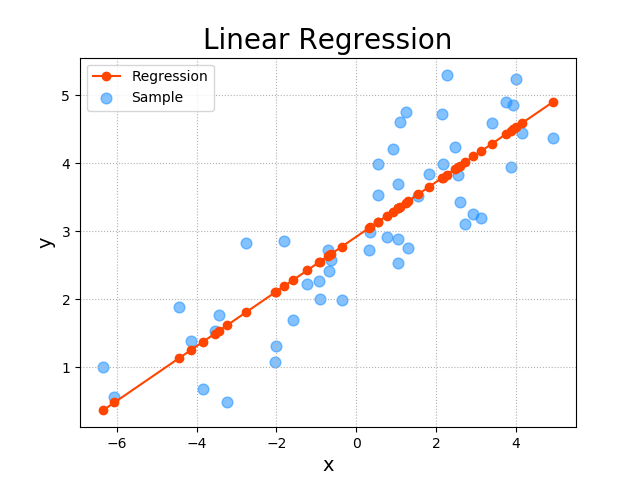 Linear Regression
Regression
Sample
y
5
4
3
2
1
−6 −4 −2 0 2 4
x